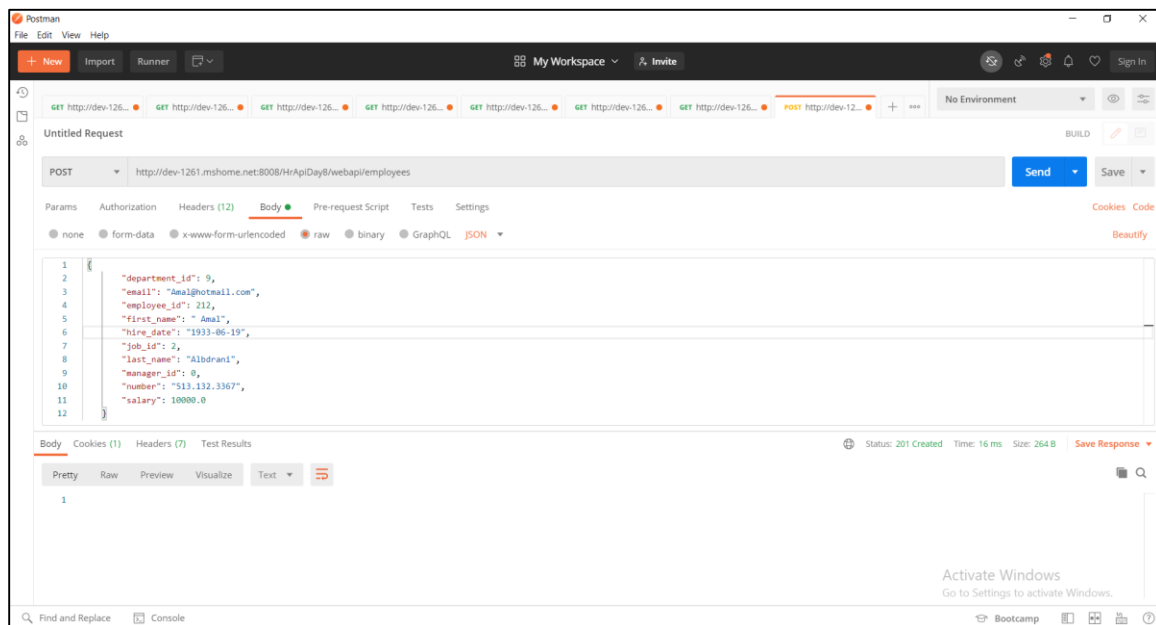 Postman
File Edit View Help
+ New Import Runner My Workspace Invite Sign In
GET http://dev-126... GET http://dev-126... GET http://dev-126... GET http://dev-126... GET http://dev-126... GET http://dev-126... GET http://dev-126... POST http://dev-12... + ... No Environment
Untitled Request BUILD
POST http://dev-1261.mshome.net:8008/HrApiDay8/webapi/employees Send Save
Params Authorization Headers (12) Body Pre-request Script Tests Settings Cookies Code
none form-data x-www-form-urlencoded raw binary GraphQL JSON Beautify
1 {
2 "department_id": 9,
3 "email": "Amal@hotmail.com",
4 "employee_id": 212,
5 "first_name": " Amal",
6 "hire_date": "1933-06-19",
7 "job_id": 2,
8 "last_name": "Albdrani",
9 "manager_id": 0,
10 "number": "513.132.3367",
11 "salary": 10000.0
12 }
Body Cookies (1) Headers (7) Test Results Status: 201 Created Time: 16 ms Size: 264 B Save Response
Pretty Raw Preview Visualize Text
1
Activate Windows
Go to Settings to activate Windows.
Find and Replace Console Bootcamp